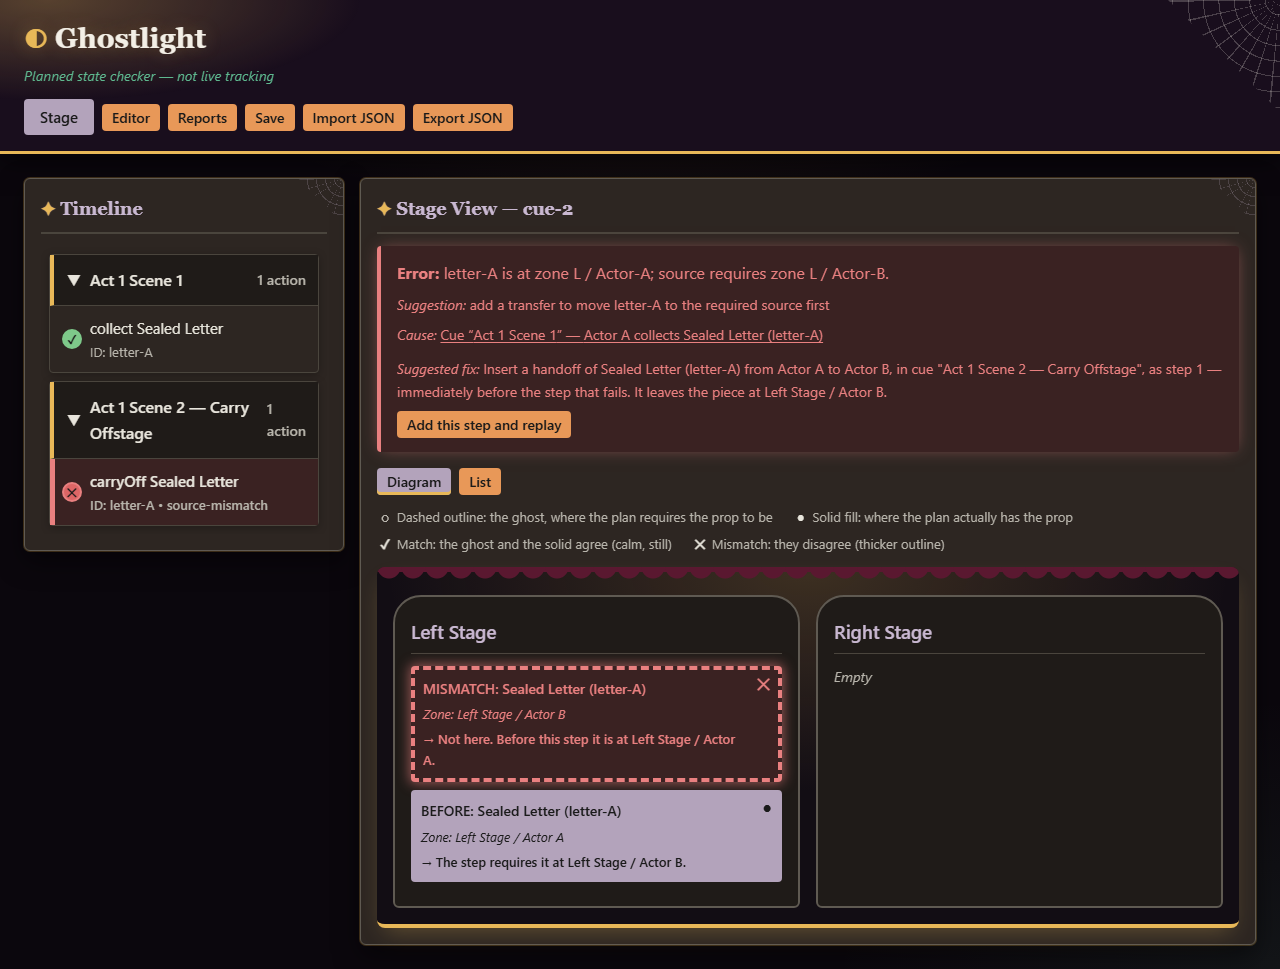 Ghostlight
Planned state checker — not live tracking
Stage
Editor
Reports
Save
Import JSON
Export JSON
Timeline
Act 1 Scene 1
1 action
collect Sealed Letter
ID: letter-A
Act 1 Scene 2 — Carry
Offstage
1
action
carryOff Sealed Letter
ID: letter-A • source-mismatch
Stage View — cue-2
Error: letter-A is at zone L / Actor-A; source requires zone L / Actor-B.
Suggestion: add a transfer to move letter-A to the required source first
Cause: Cue “Act 1 Scene 1” — Actor A collects Sealed Letter (letter-A)
Suggested fix: Insert a handoff of Sealed Letter (letter-A) from Actor A to Actor B, in cue "Act 1 Scene 2 — Carry Offstage", as step 1 —
immediately before the step that fails. It leaves the piece at Left Stage / Actor B.
Add this step and replay
Diagram
List
Dashed outline: the ghost, where the plan requires the prop to be
Solid fill: where the plan actually has the prop
Match: the ghost and the solid agree (calm, still)
Mismatch: they disagree (thicker outline)
Left Stage
MISMATCH: Sealed Letter (letter-A)
Zone: Left Stage / Actor B
→ Not here. Before this step it is at Left Stage / Actor
A.
BEFORE: Sealed Letter (letter-A)
Zone: Left Stage / Actor A
→ The step requires it at Left Stage / Actor B.
Right Stage
Empty